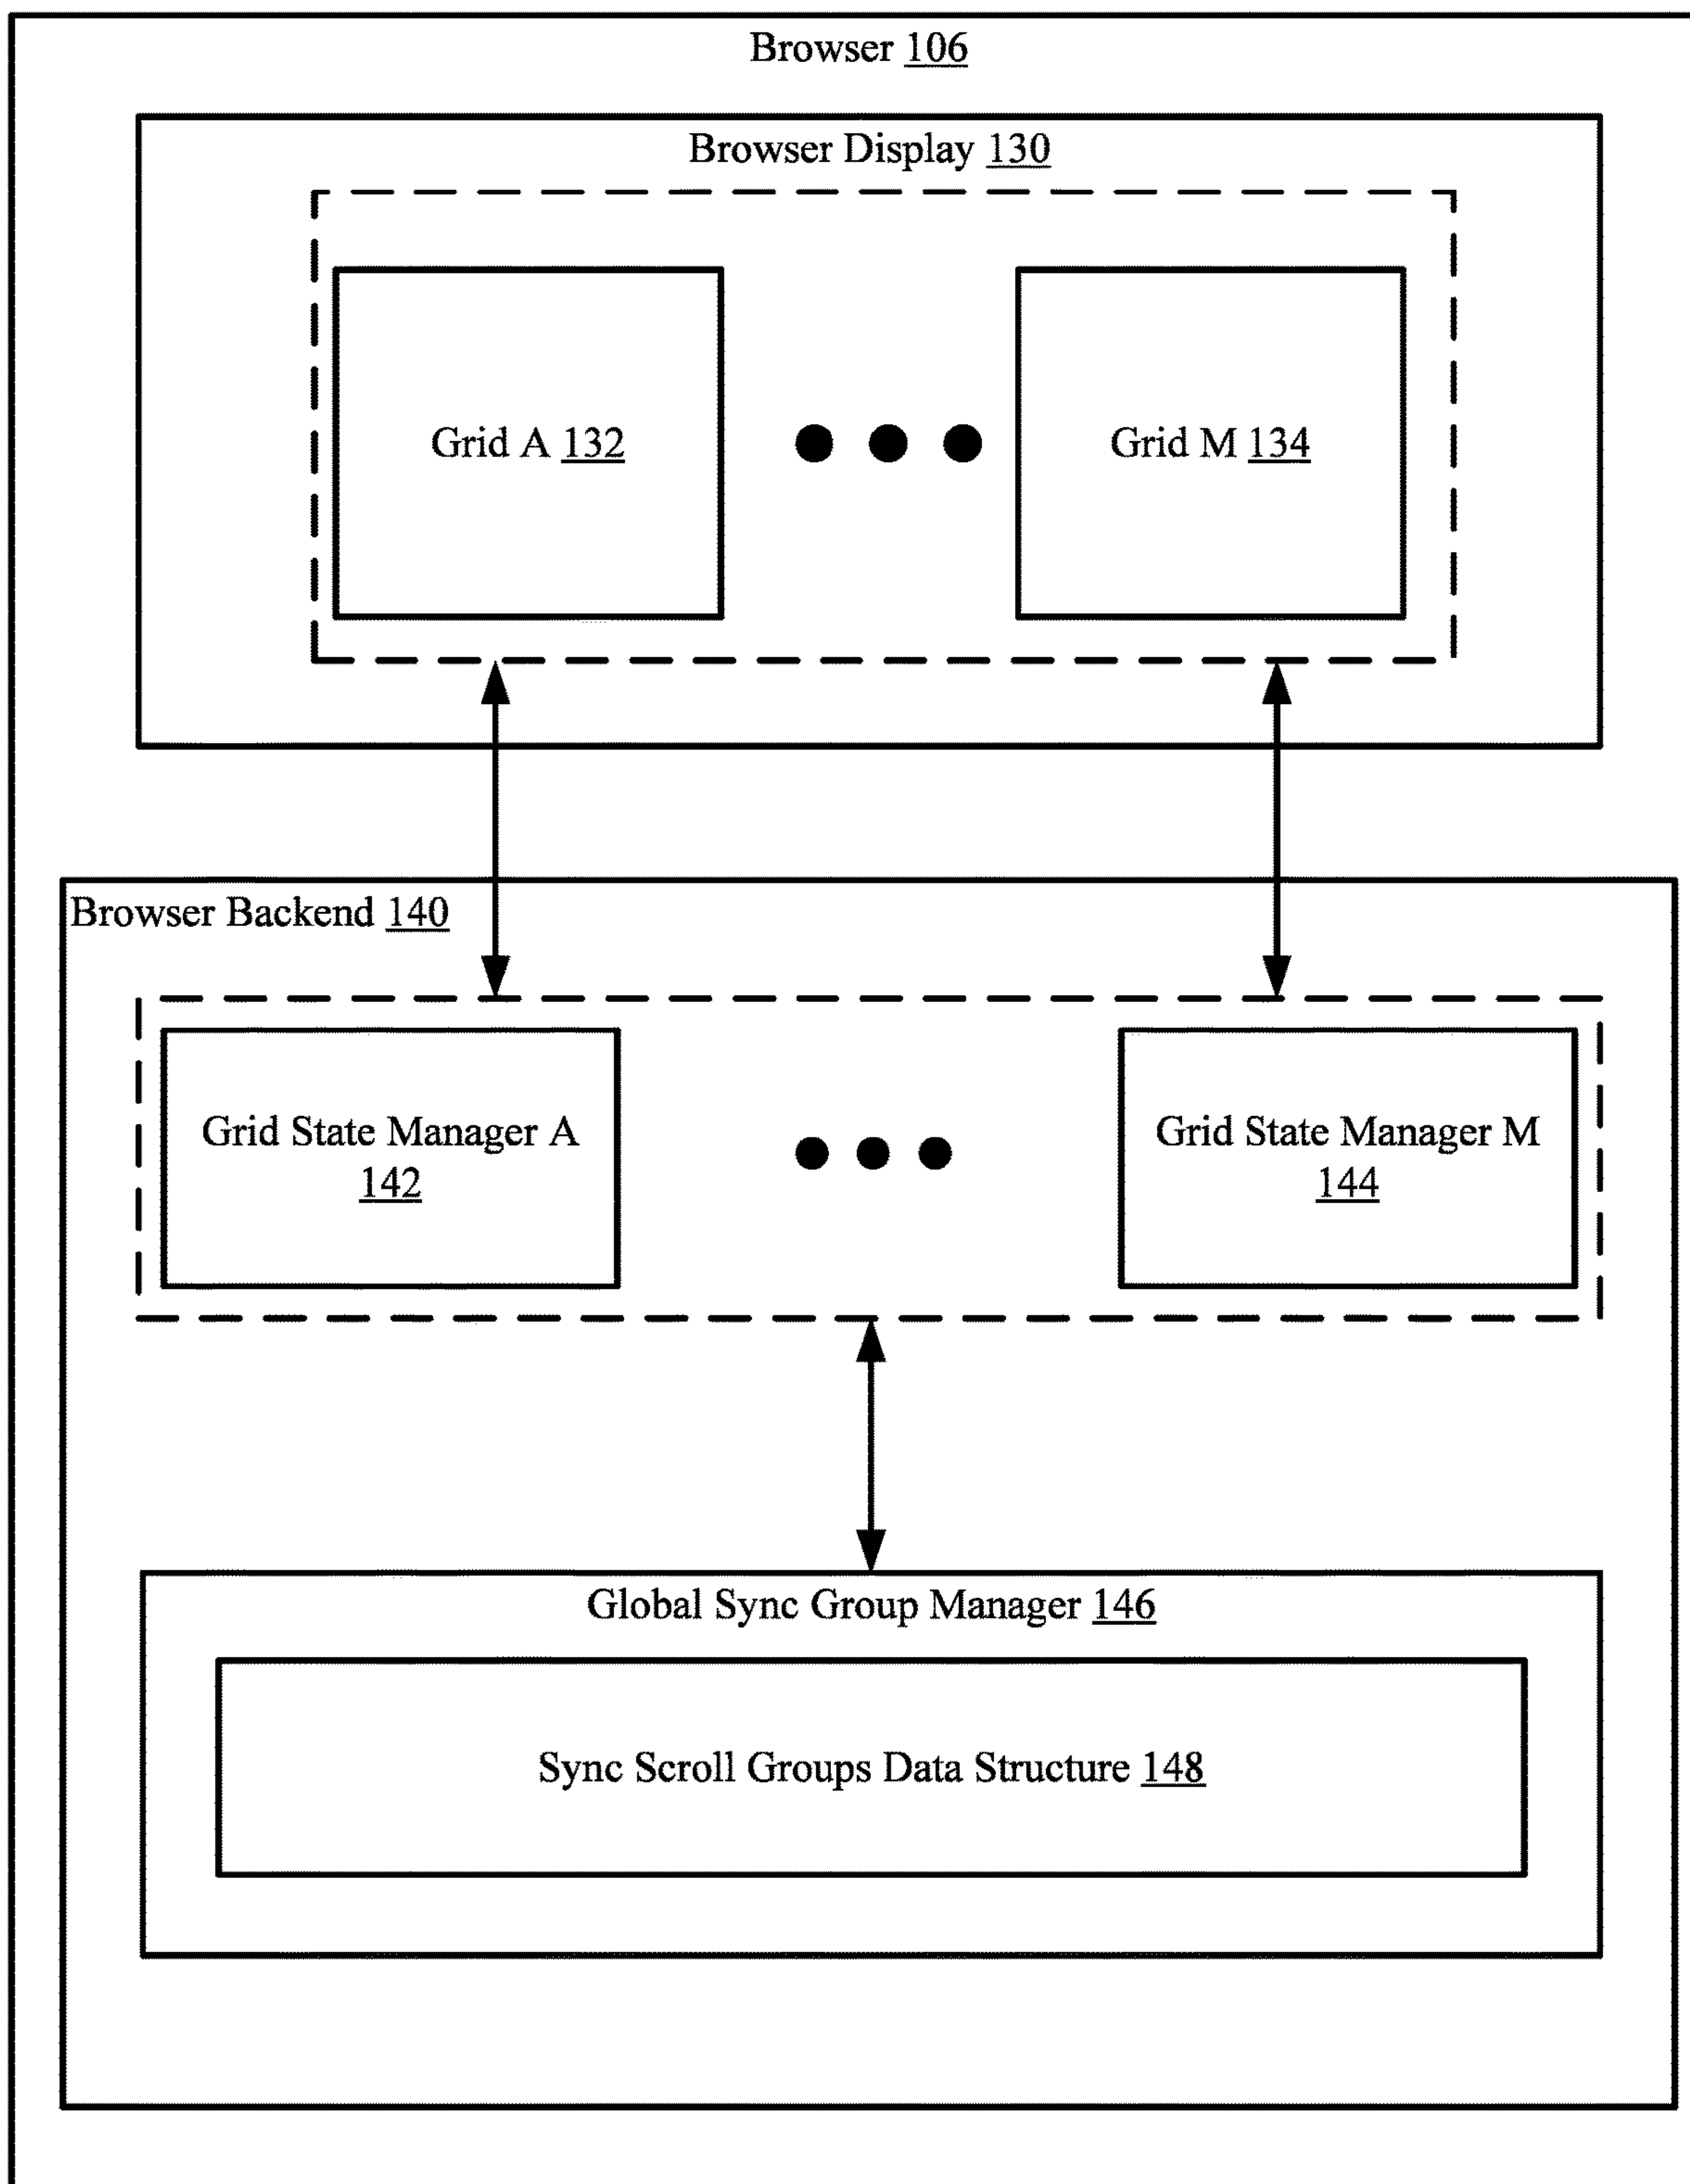 Browser 106
Browser Display 130
Grid A 132
Grid M 134
Browser Backend 140
Grid State Manager A
142
Grid State Manager M
144
Global Sync Group Manager 146
Sync Scroll Groups Data Structure 148